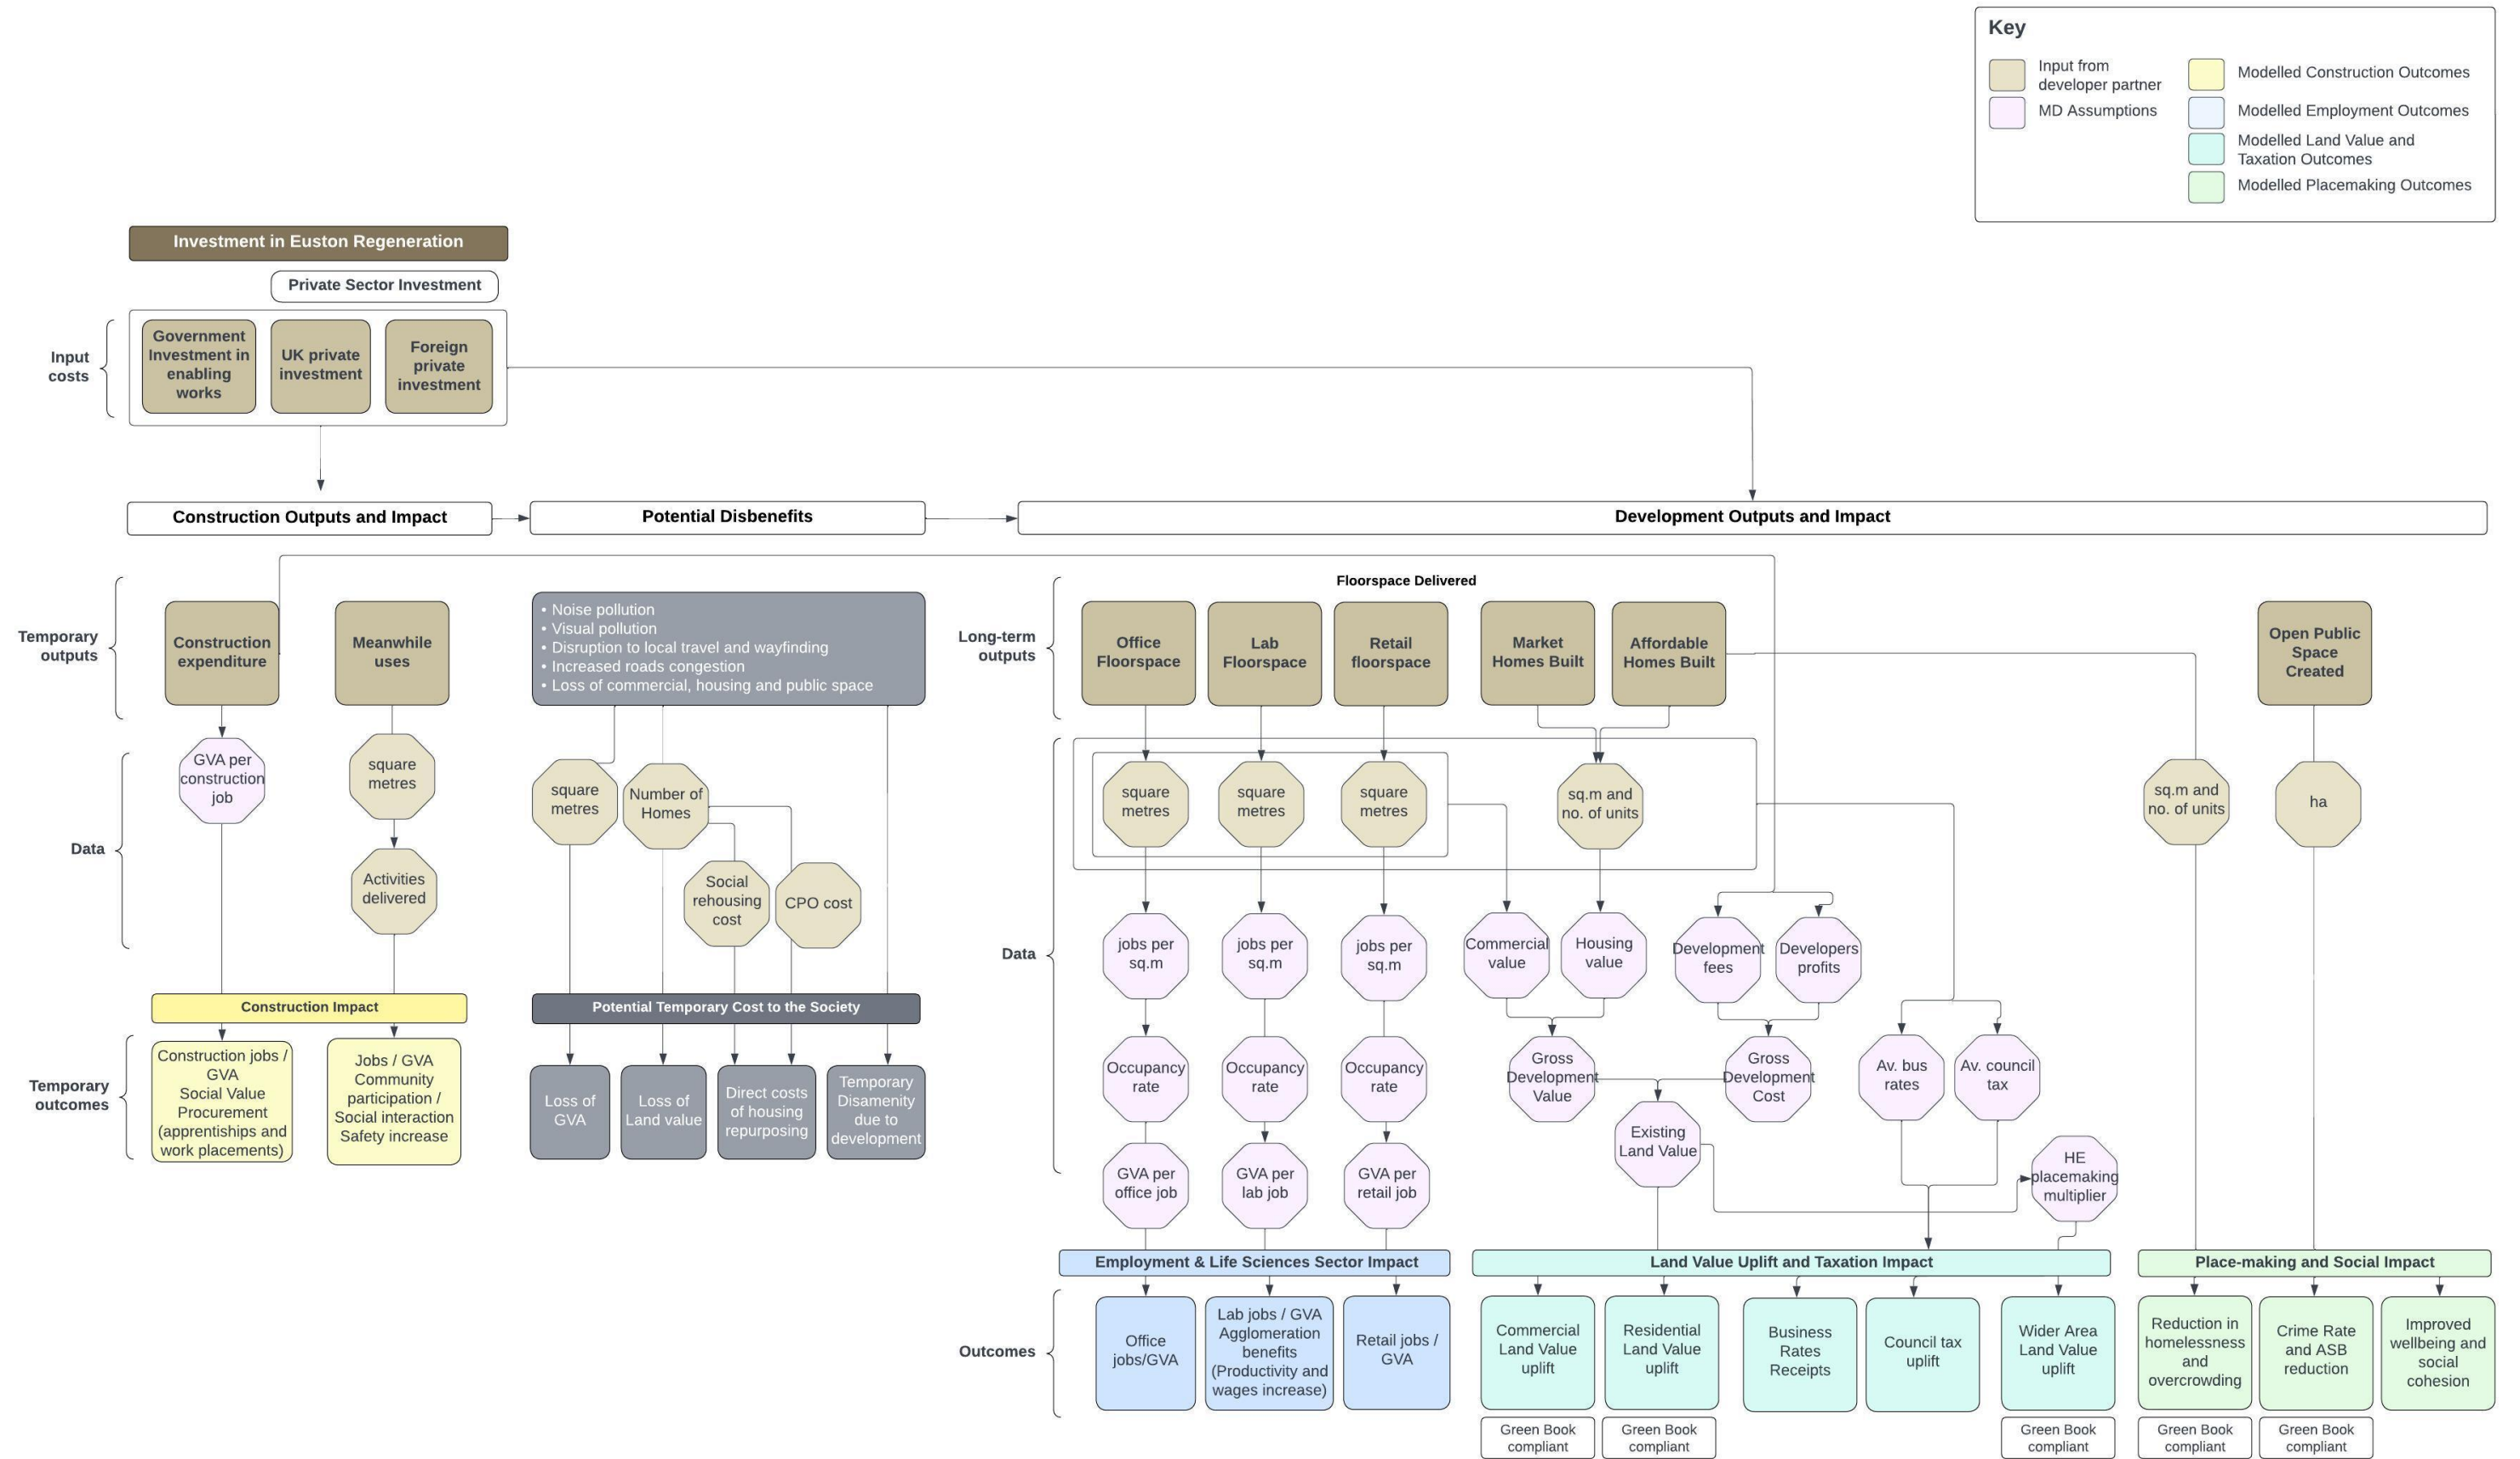 Key
Input from
developer partner
MD Assumptions
Modelled Construction Outcomes
Modelled Employment Outcomes
Modelled Land Value and
Taxation Outcomes
Modelled Placemaking Outcomes
Investment in Euston Regeneration
Private Sector Investment
Input
costs
Government
Investment in
enabling
works
UK private
investment
Foreign
private
investment
Construction Outputs and Impact
Potential Disbenefits
Development Outputs and Impact
Temporary
outputs
Construction
expenditure
Meanwhile
uses
• Noise pollution
• Visual pollution
• Disruption to local travel and wayfinding
• Increased roads congestion
• Loss of commercial, housing and public space
Long-term
outputs
Floorspace Delivered
Office
Floorspace
Lab
Floorspace
Retail
floorspace
Market
Homes Built
Affordable
Homes Built
Open Public
Space
Created
Data
GVA per
construction
job
square
metres
Activities
delivered
square
metres
Number of
Homes
Social
rehousing
cost
CPO cost
Data
square
metres
square
metres
square
metres
sq.m and
no. of units
sq.m and
no. of units
ha
jobs per
sq.m
jobs per
sq.m
jobs per
sq.m
Commercial
value
Housing
value
Development
fees
Developers
profits
Occupancy
rate
Occupancy
rate
Occupancy
rate
Gross
Development
Value
Gross
Development
Cost
Av. bus
rates
Av. council
tax
Existing
Land Value
HE
placemaking
multiplier
GVA per
office job
GVA per
lab job
GVA per
retail job
Construction Impact
Potential Temporary Cost to the Society
Temporary
outcomes
Construction jobs /
GVA
Social Value
Procurement
(apprentiships and
work placements)
Jobs / GVA
Community
participation /
Social interaction
Safety increase
Loss of
GVA
Loss of
Land value
Direct costs
of housing
repurposing
Temporary
Disamenity
due to
development
Employment & Life Sciences Sector Impact
Land Value Uplift and Taxation Impact
Place-making and Social Impact
Outcomes
Office
jobs/GVA
Lab jobs / GVA
Agglomeration
benefits
(Productivity and
wages increase)
Retail jobs /
GVA
Commercial
Land Value
uplift
Residential
Land Value
uplift
Business
Rates
Receipts
Council tax
uplift
Wider Area
Land Value
uplift
Reduction in
homelessness
and
overcrowding
Crime Rate
and ASB
reduction
Improved
wellbeing and
social
cohesion
Green Book
compliant
Green Book
compliant
Green Book
compliant
Green Book
compliant
Green Book
compliant